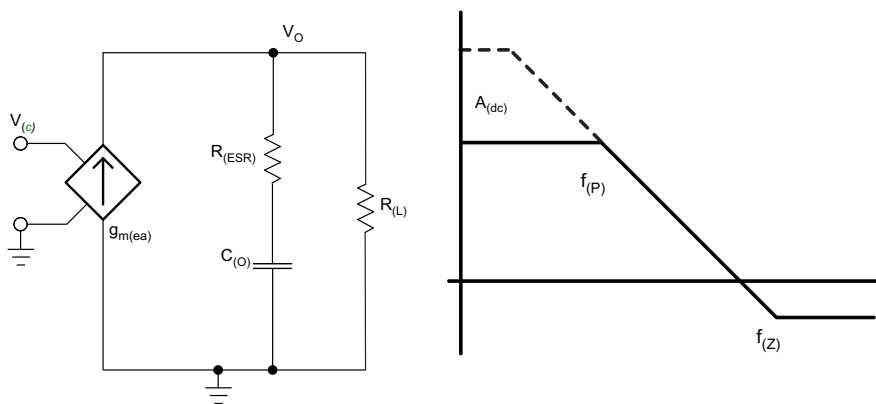 V_O
V_(c)
R_(ESR)
R_(L)
g_m(ea)
C_(O)
A_(dc)
f_(P)
f_(Z)